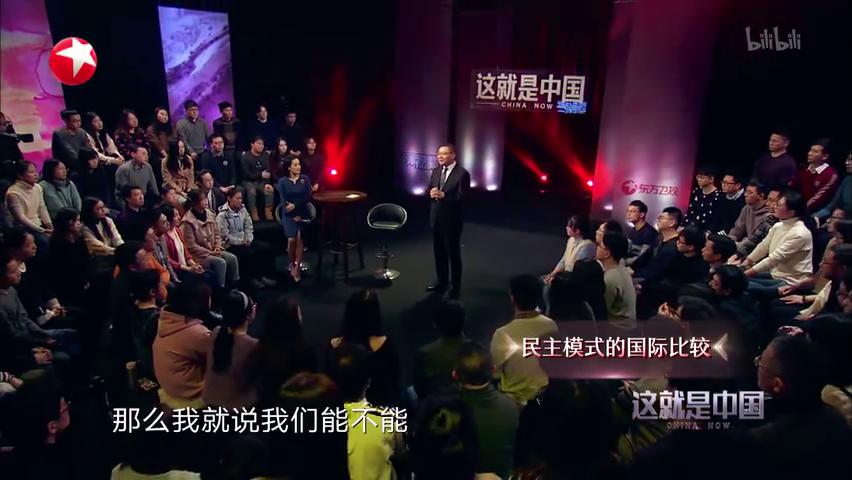 bilibili
这就是中国
CHINA NOW
东方卫视
民主模式的国际比较
这就是中国
CHINA NOW
那么我就说我们能不能